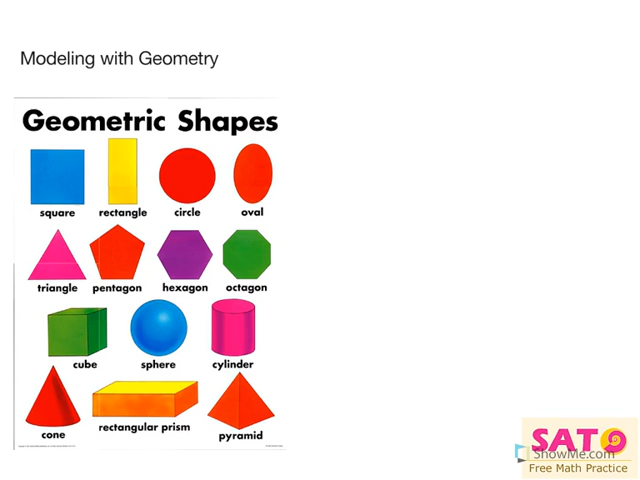 Modeling with Geometry
Geometric Shapes
square rectangle circle oval
triangle pentagon hexagon octagon
cube sphere cylinder
cone rectangular prism pyramid
SATO
ShowMe.com
Free Math Practice